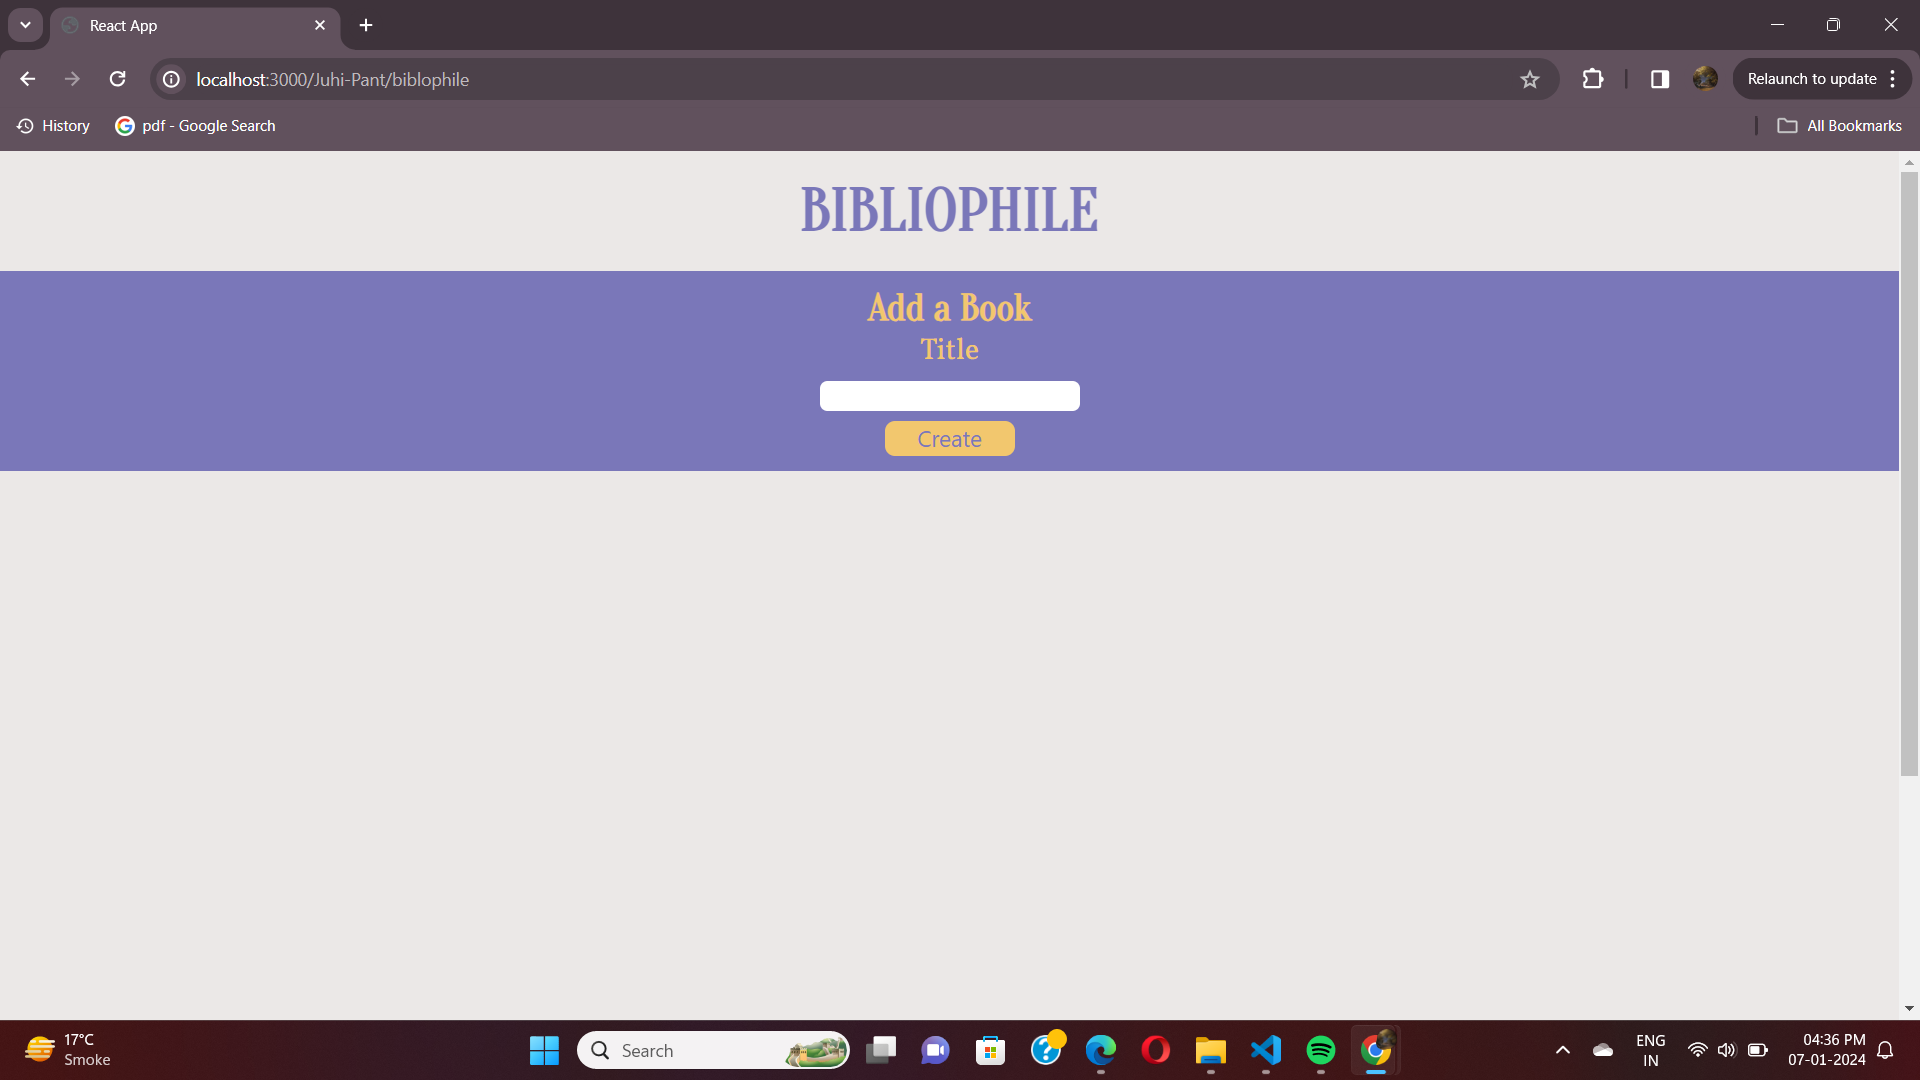 React App
localhost:3000/Juhi-Pant/biblophile
Relaunch to update
History
pdf - Google Search
All Bookmarks
BIBLIOPHILE
Add a Book
Title
Create
17°C
Smoke
Search
ENG
IN
04:36 PM
07-01-2024